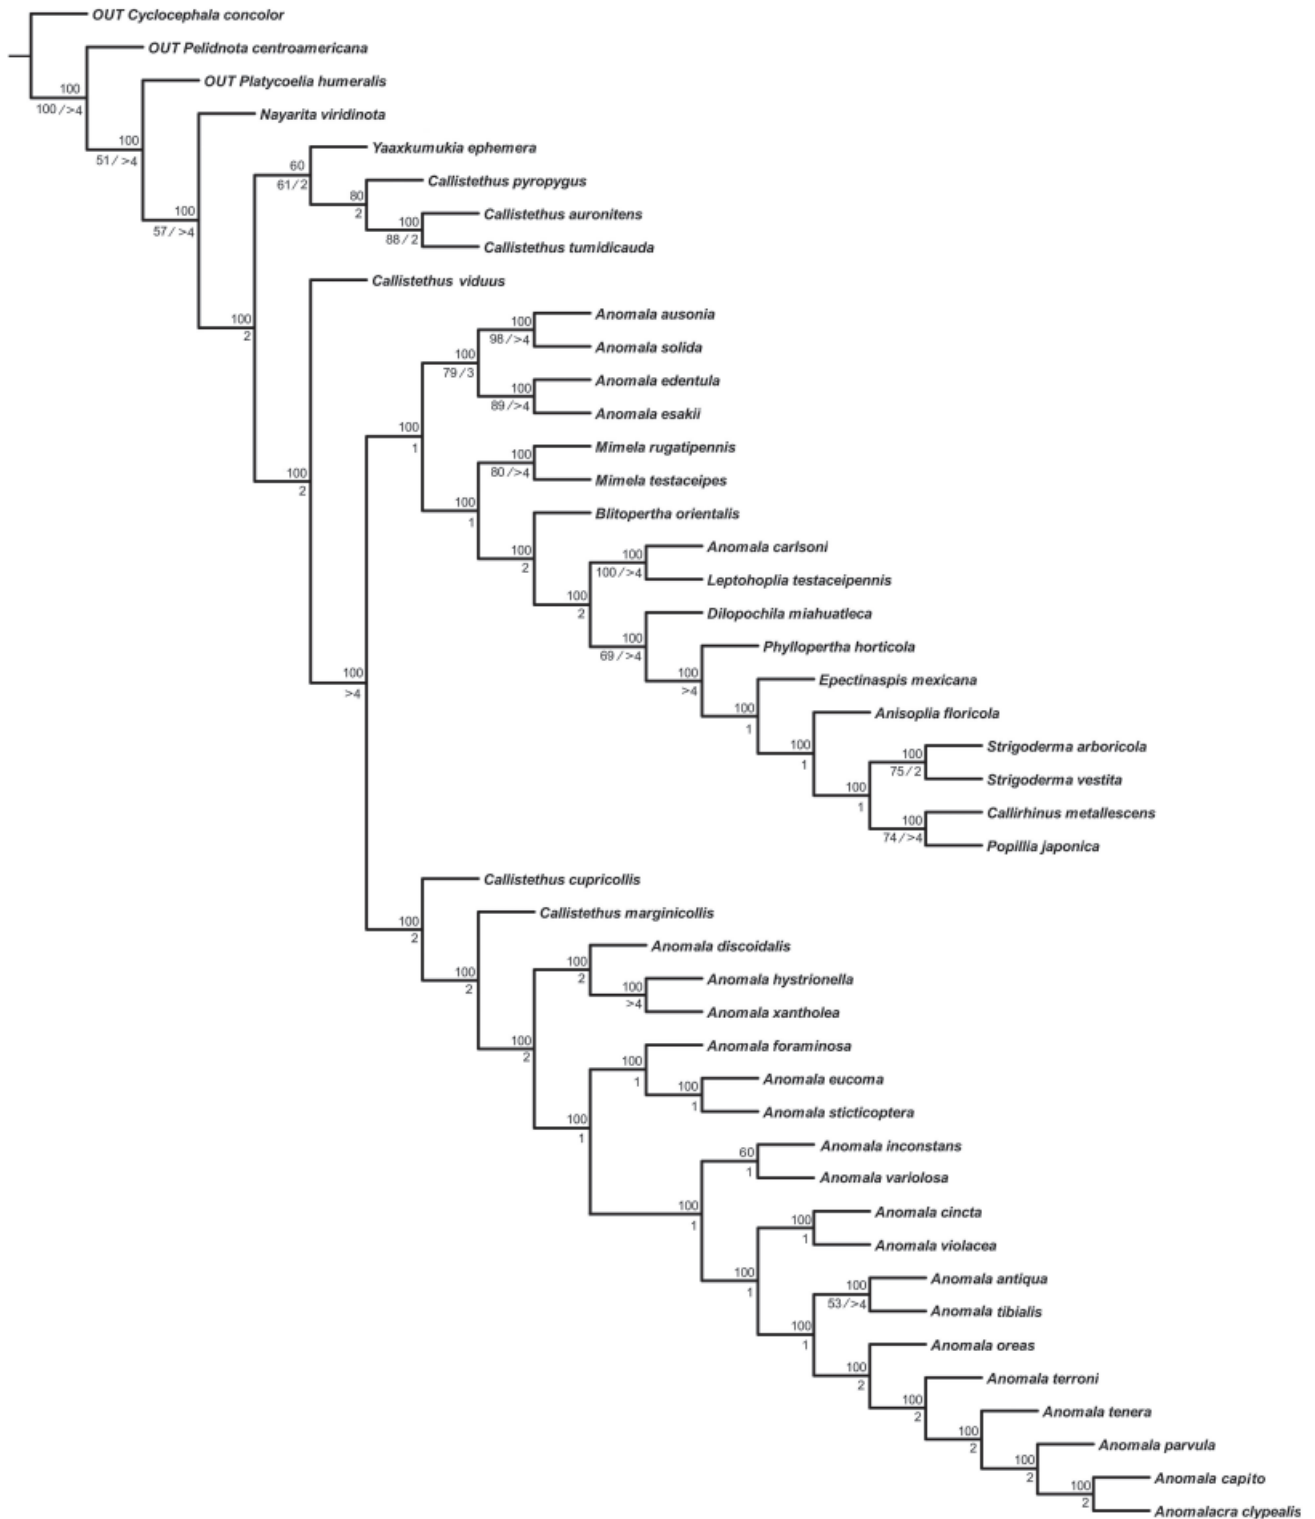 OUT Cyclocephala concolor
OUT Pelidnota centroamericana
OUT Platycoelia humeralis
100
100/>4
Nayarita viridinota
100
51/>4
Yaaxkumukia ephemera
60
61/2
Callistethus pyropygus
80
2
Callistethus auronitens
100
57/>4
100
88/2
Callistethus tumidicauda
Callistethus viduus
Anomala ausonia
100
2
100
98/>4
Anomala solida
100
79/3
Anomala edentula
100
89/>4
Anomala esakii
100
1
Mimela rugatipennis
100
80/>4
Mimela testaceipes
100
2
Blitopertha orientalis
100
1
Anomala carlsoni
100
2
100
100/>4
Leptohoplia testaceipennis
100
2
Dilopochila miahuatleca
100
69/>4
Phyllopertha horticola
100
>4
100
>4
Epectinaspis mexicana
100
1
Anisoplia floricola
100
1
Strigoderma arboricola
100
75/2
Strigoderma vestita
100
1
Callirhinus metallescens
100
74/>4
Popillia japonica
Callistethus cupricollis
Callistethus marginicollis
100
2
Anomala discoidalis
100
2
100
2
Anomala hystrionella
100
>4
Anomala xantholea
100
2
Anomala foraminosa
100
1
Anomala eucoma
100
1
Anomala sticticoptera
100
1
Anomala inconstans
60
1
Anomala variolosa
100
1
Anomala cincta
100
1
Anomala violacea
100
1
Anomala antiqua
100
53/>4
Anomala tibialis
100
1
Anomala oreas
100
2
Anomala terroni
100
2
Anomala tenera
100
2
Anomala parvula
100
2
Anomala capito
100
2
Anomalacra clypealis